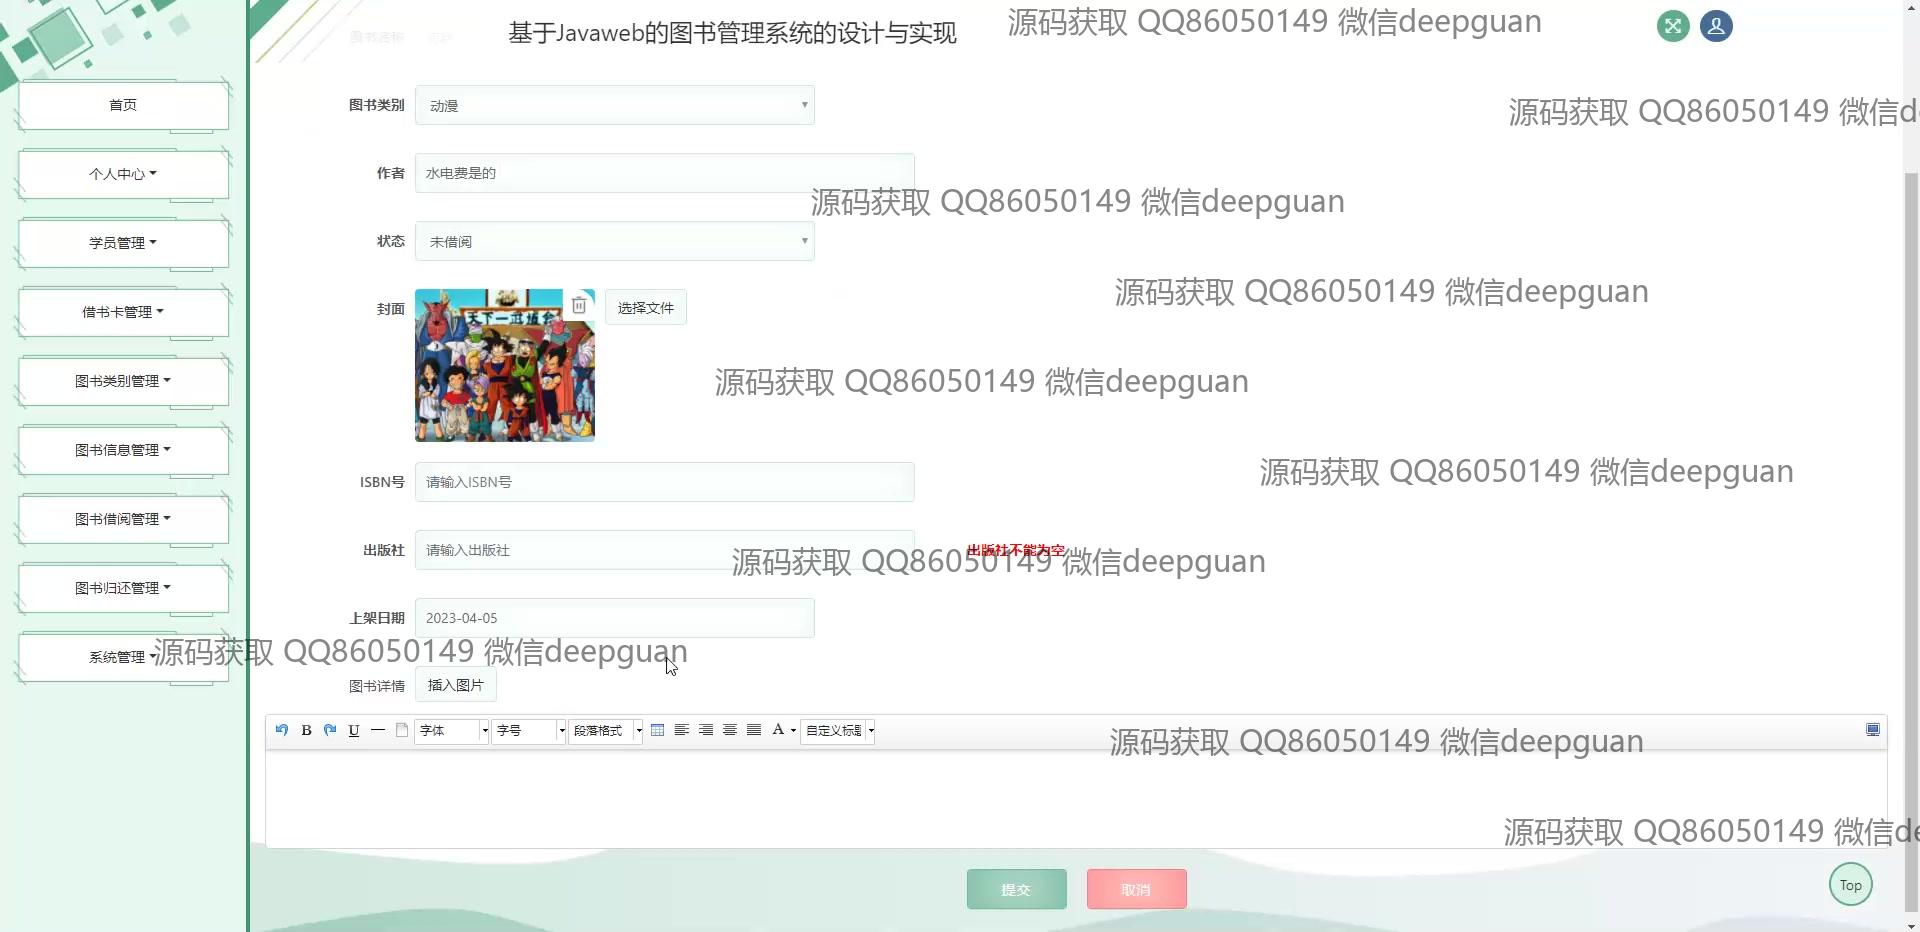 基于Javaweb的图书管理系统的设计与实现
源码获取 QQ86050149 微信deepguan
首页
个人中心
学员管理
借书卡管理
图书类别管理
图书信息管理
图书借阅管理
图书归还管理
系统管理
图书类别 动漫
源码获取 QQ86050149 微信d
作者 水电费是的
源码获取 QQ86050149 微信deepguan
状态 未借阅
源码获取 QQ86050149 微信deepguan
封面 选择文件
天下一武道会
源码获取 QQ86050149 微信deepguan
源码获取 QQ86050149 微信deepguan
ISBN号 请输入ISBN号
出版社 请输入出版社 出版社不能为空
源码获取 QQ86050149 微信deepguan
上架日期 2023-04-05
源码获取 QQ86050149 微信deepguan
图书详情 插入图片
B U 字体 字号 段落格式 A 自定义标题
源码获取 QQ86050149 微信deepguan
源码获取 QQ86050149 微信de
提交 取消
Top